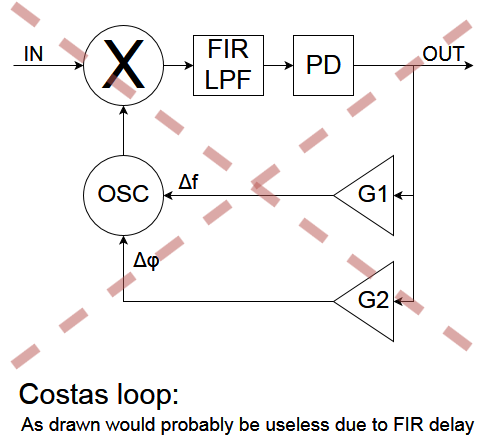 IN
X
FIR
LPF
PD
OUT
OSC
Δf
G1
Δφ
G2
Costas loop:
As drawn would probably be useless due to FIR delay